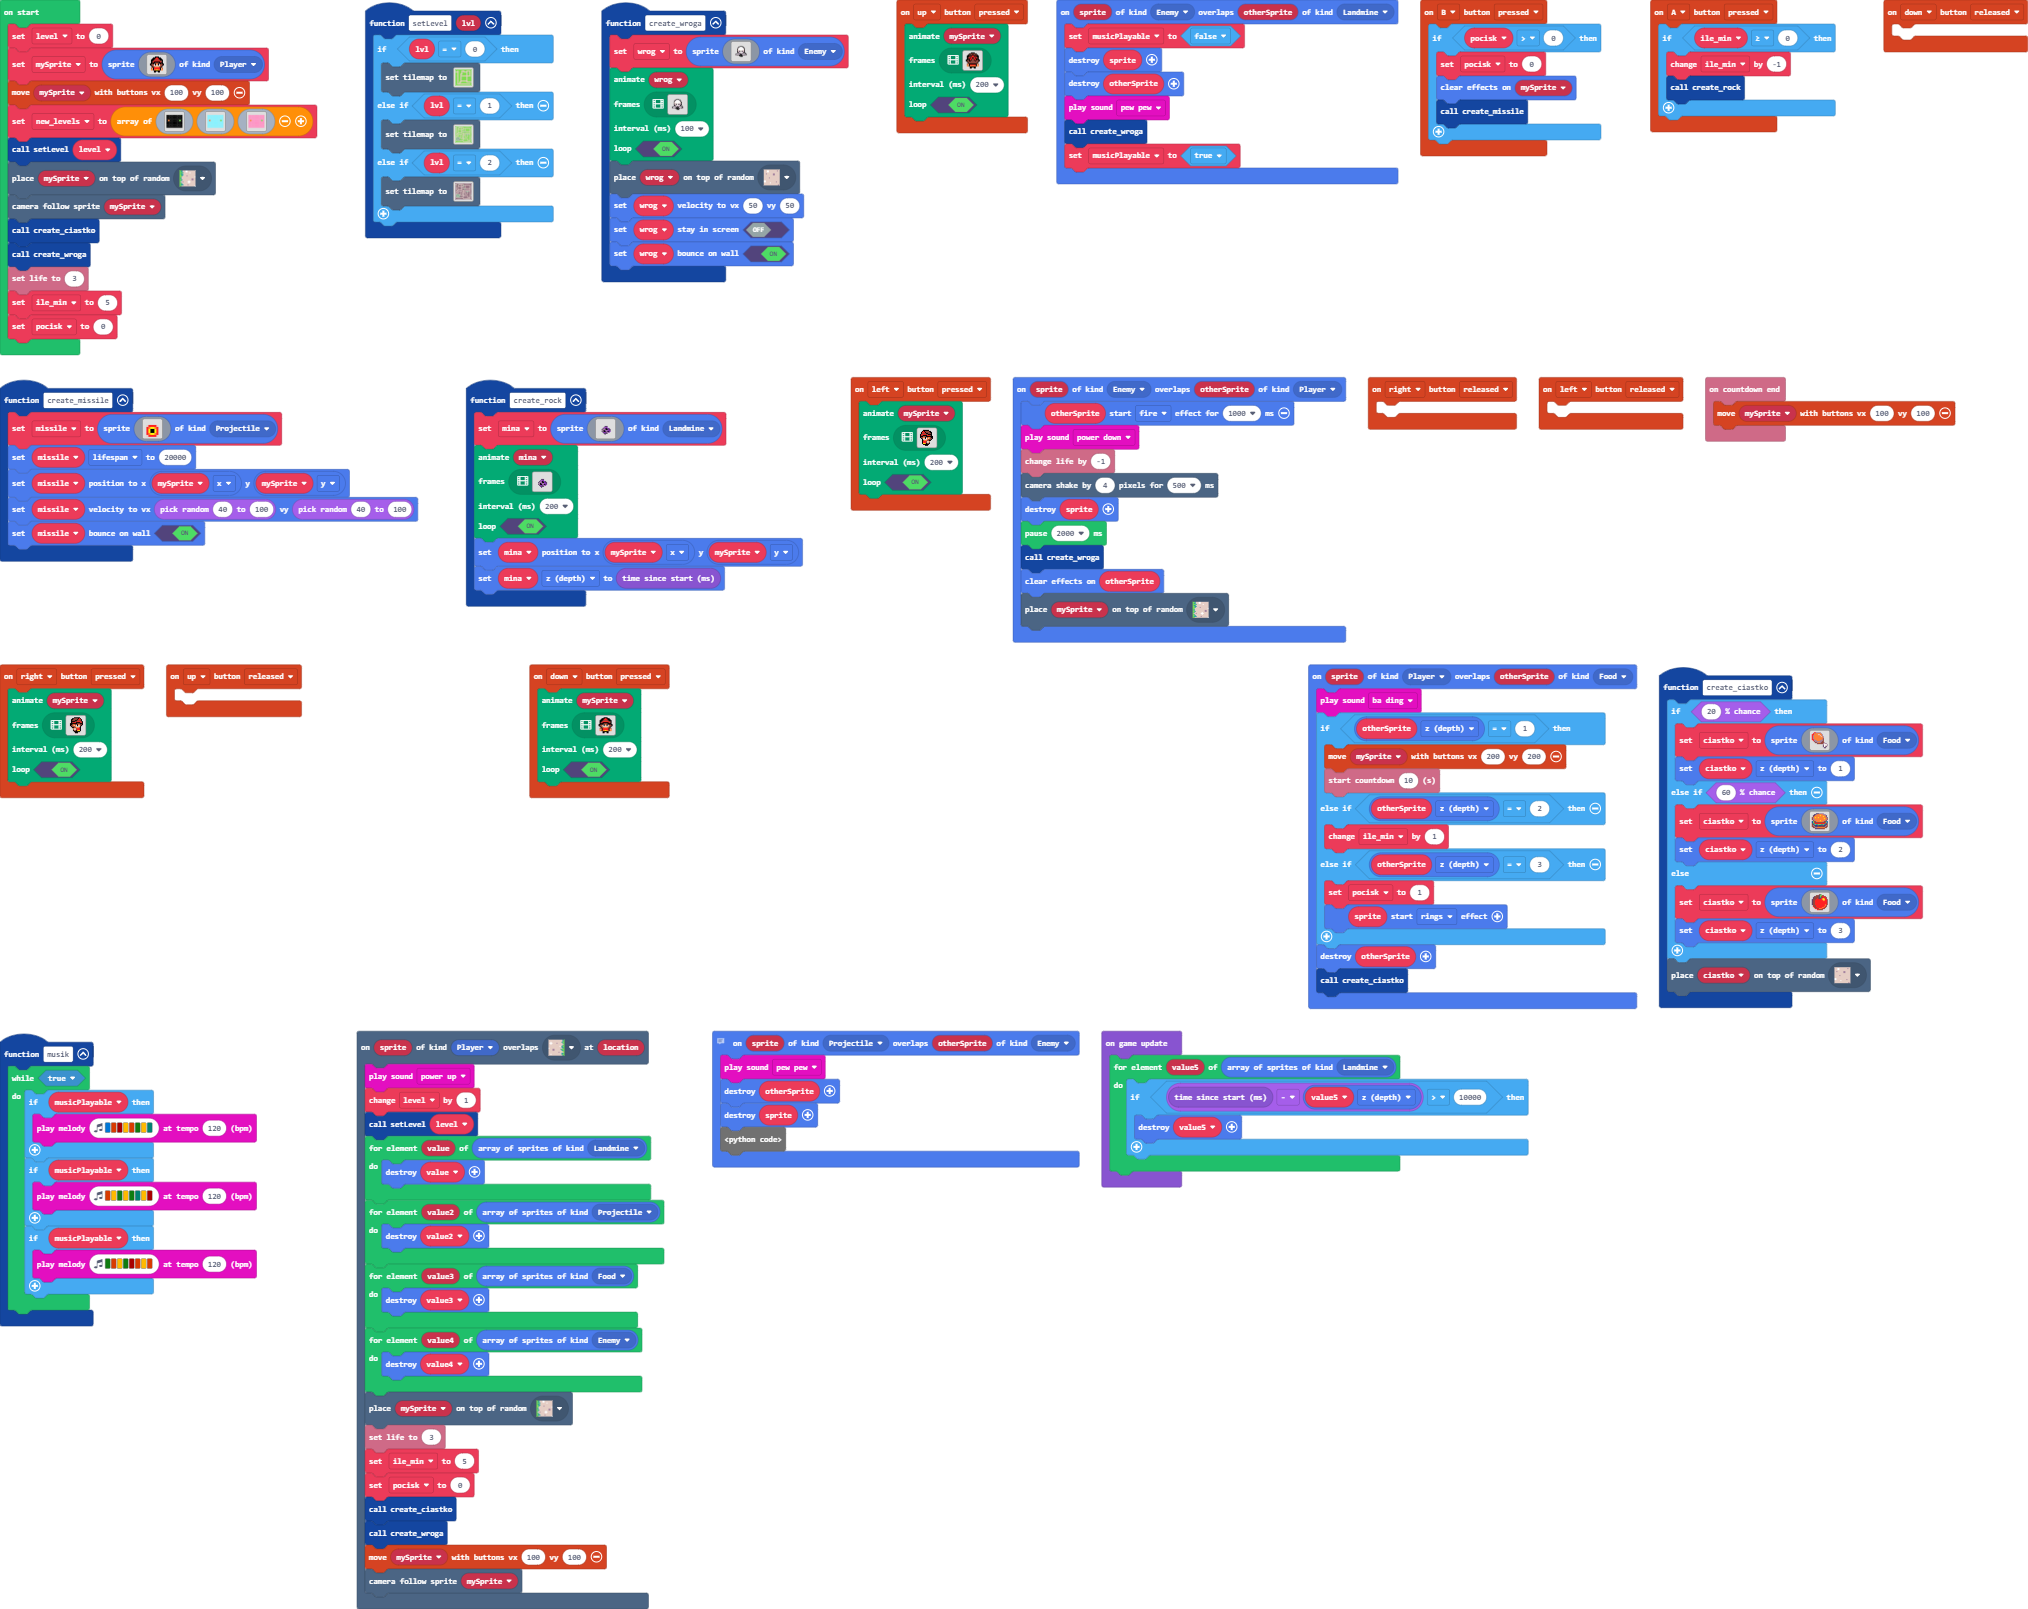 on start
set level to 0
set mySprite to sprite of kind Player
move mySprite with buttons vx 100 vy 100
set new_levels to array of
call setLevel level
place mySprite on top of random
camera follow sprite mySprite
call create_ciastko
call create_wroga
set life to 3
set ile_min to 5
set pocisk to 0
function setLevel lvl
if lvl = 0 then
set tilemap to
else if lvl = 1 then
set tilemap to
else if lvl = 2 then
set tilemap to
function create_wroga
set wrog to sprite of kind Enemy
animate wrog
frames
interval (ms) 100
loop ON
place wrog on top of random
set wrog velocity to vx 50 vy 50
set wrog stay in screen OFF
set wrog bounce on wall ON
on up button pressed
animate mySprite
frames
interval (ms) 200
loop ON
on sprite of kind Enemy overlaps otherSprite of kind Landmine
set musicPlayable to false
destroy sprite
destroy otherSprite
play sound pew pew
call create_wroga
set musicPlayable to true
on B button pressed
if pocisk > 0 then
set pocisk to 0
clear effects on mySprite
call create_missile
on A button pressed
if ile_min ≥ 0 then
change ile_min by -1
call create_rock
on down button released
function create_missile
set missile to sprite of kind Projectile
set missile lifespan to 20000
set missile position to x mySprite x y mySprite y
set missile velocity to vx pick random 40 to 100 vy pick random 40 to 100
set missile bounce on wall ON
function create_rock
set mina to sprite of kind Landmine
animate mina
frames
interval (ms) 200
loop ON
set mina position to x mySprite x y mySprite y
set mina z (depth) to time since start (ms)
on left button pressed
animate mySprite
frames
interval (ms) 200
loop ON
on sprite of kind Enemy overlaps otherSprite of kind Player
otherSprite start fire effect for 1000 ms
play sound power down
change life by -1
camera shake by 4 pixels for 500 ms
destroy sprite
pause 2000 ms
call create_wroga
clear effects on otherSprite
place mySprite on top of random
on right button released
on left button released
on countdown end
move mySprite with buttons vx 100 vy 100
on right button pressed
animate mySprite
frames
interval (ms) 200
loop ON
on up button released
on down button pressed
animate mySprite
frames
interval (ms) 200
loop ON
on sprite of kind Player overlaps otherSprite of kind Food
play sound ba ding
if otherSprite z (depth) = 1 then
move mySprite with buttons vx 200 vy 200
start countdown 10 (s)
else if otherSprite z (depth) = 2 then
change ile_min by 1
else if otherSprite z (depth) = 3 then
set pocisk to 1
sprite start rings effect
destroy otherSprite
call create_ciastko
function create_ciastko
if 20 % chance then
set ciastko to sprite of kind Food
set ciastko z (depth) to 1
else if 60 % chance then
set ciastko to sprite of kind Food
set ciastko z (depth) to 2
else
set ciastko to sprite of kind Food
set ciastko z (depth) to 3
place ciastko on top of random
function musik
while true
do if musicPlayable then
play melody at tempo 120 (bpm)
if musicPlayable then
play melody at tempo 120 (bpm)
if musicPlayable then
play melody at tempo 120 (bpm)
on sprite of kind Player overlaps at location
play sound power up
change level by 1
call setLevel level
for element value of array of sprites of kind Landmine
do destroy value
for element value2 of array of sprites of kind Projectile
do destroy value2
for element value3 of array of sprites of kind Food
do destroy value3
for element value4 of array of sprites of kind Enemy
do destroy value4
place mySprite on top of random
set life to 3
set ile_min to 5
set pocisk to 0
call create_ciastko
call create_wroga
move mySprite with buttons vx 100 vy 100
camera follow sprite mySprite
on sprite of kind Projectile overlaps otherSprite of kind Enemy
play sound pew pew
destroy otherSprite
destroy sprite
<python code>
on game update
for element value5 of array of sprites of kind Landmine
do
if time since start (ms) - value5 z (depth) > 10000 then
destroy value5